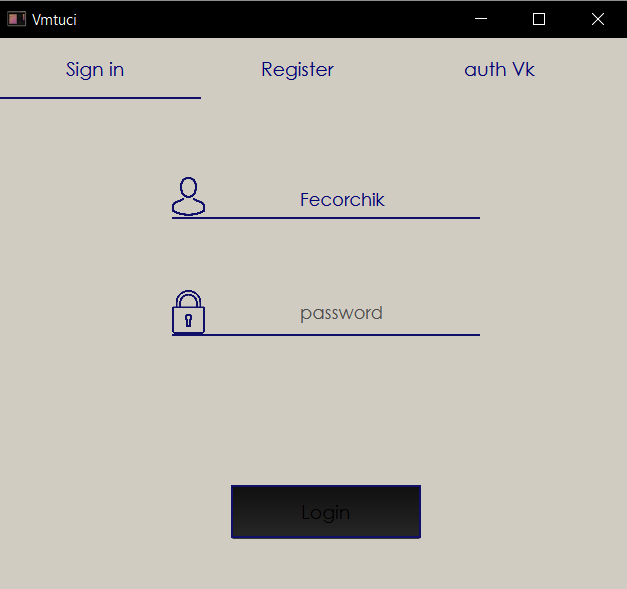 Vmtuci
Sign in Register auth Vk
Fecorchik
password
Login